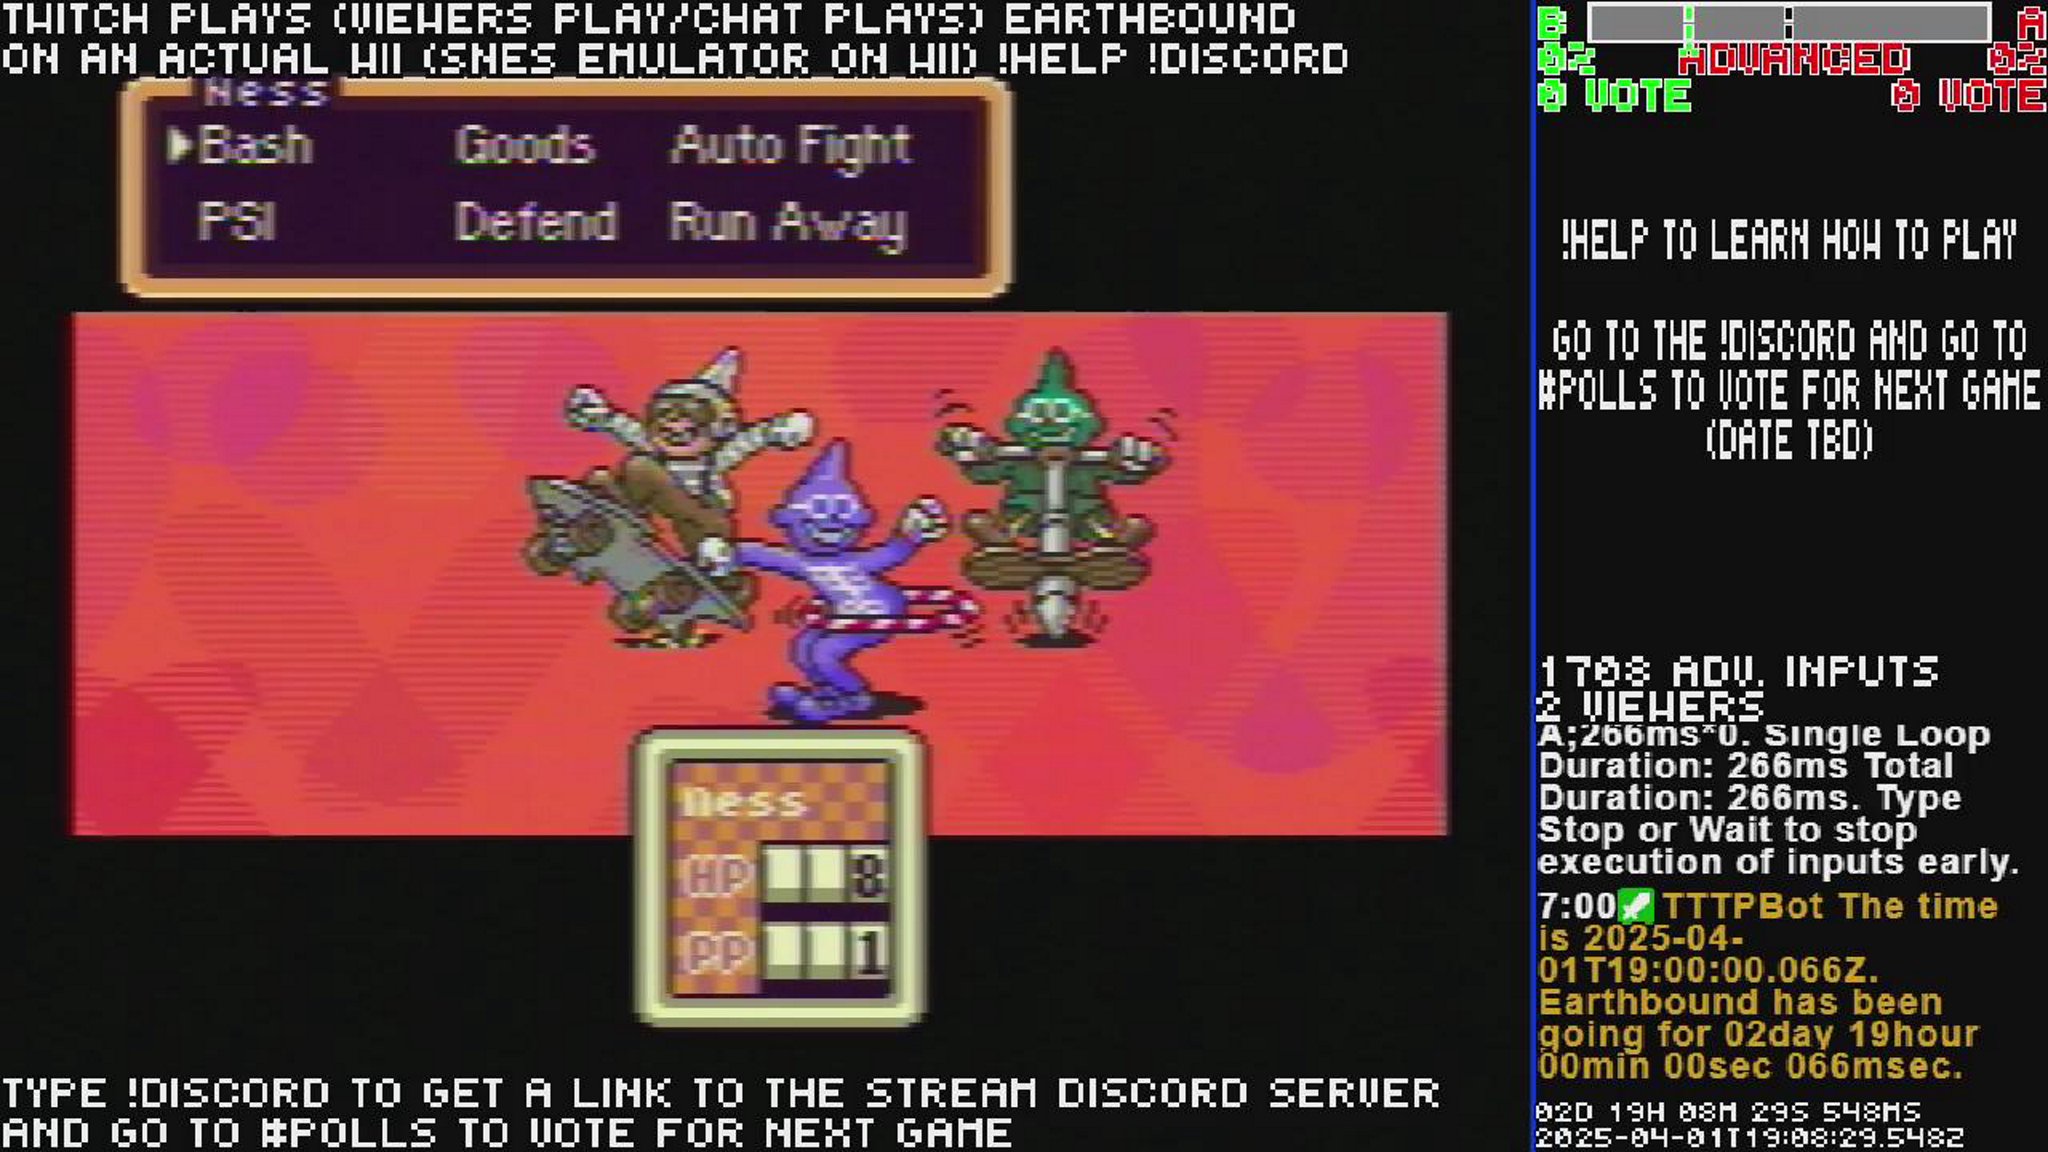 TWITCH PLAYS (VIEWERS PLAY/CHAT PLAYS) EARTHBOUND
ON AN ACTUAL WII (SNES EMULATOR ON WII) !HELP !DISCORD
Ness
Bash Goods Auto Fight
PSI Defend Run Away
Ness
HP 8
PP 1
TYPE !DISCORD TO GET A LINK TO THE STREAM DISCORD SERVER
AND GO TO #POLLS TO VOTE FOR NEXT GAME
B A
0% ADVANCED 0%
0 VOTE 0 VOTE
!HELP TO LEARN HOW TO PLAY
GO TO THE !DISCORD AND GO TO
#POLLS TO VOTE FOR NEXT GAME
(DATE TBD)
1708 ADV. INPUTS
2 VIEWERS
A;266ms*0. Single Loop
Duration: 266ms Total
Duration: 266ms. Type
Stop or Wait to stop
execution of inputs early.
7:00 TTTPBot The time
is 2025-04-
01T19:00:00.066Z.
Earthbound has been
going for 02day 19hour
00min 00sec 066msec.
02D 19H 08M 29S 548MS
2025-04-01T19:08:29.548Z